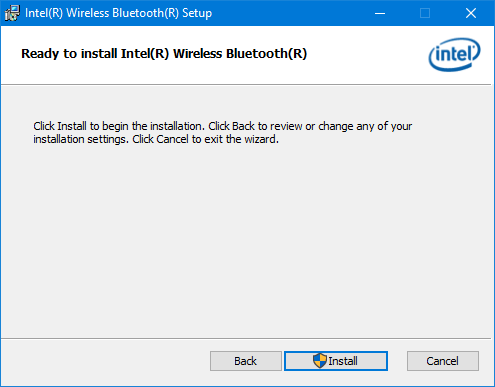 Intel(R) Wireless Bluetooth(R) Setup
Ready to install Intel(R) Wireless Bluetooth(R)
intel
Click Install to begin the installation. Click Back to review or change any of your
installation settings. Click Cancel to exit the wizard.
Back
Install
Cancel